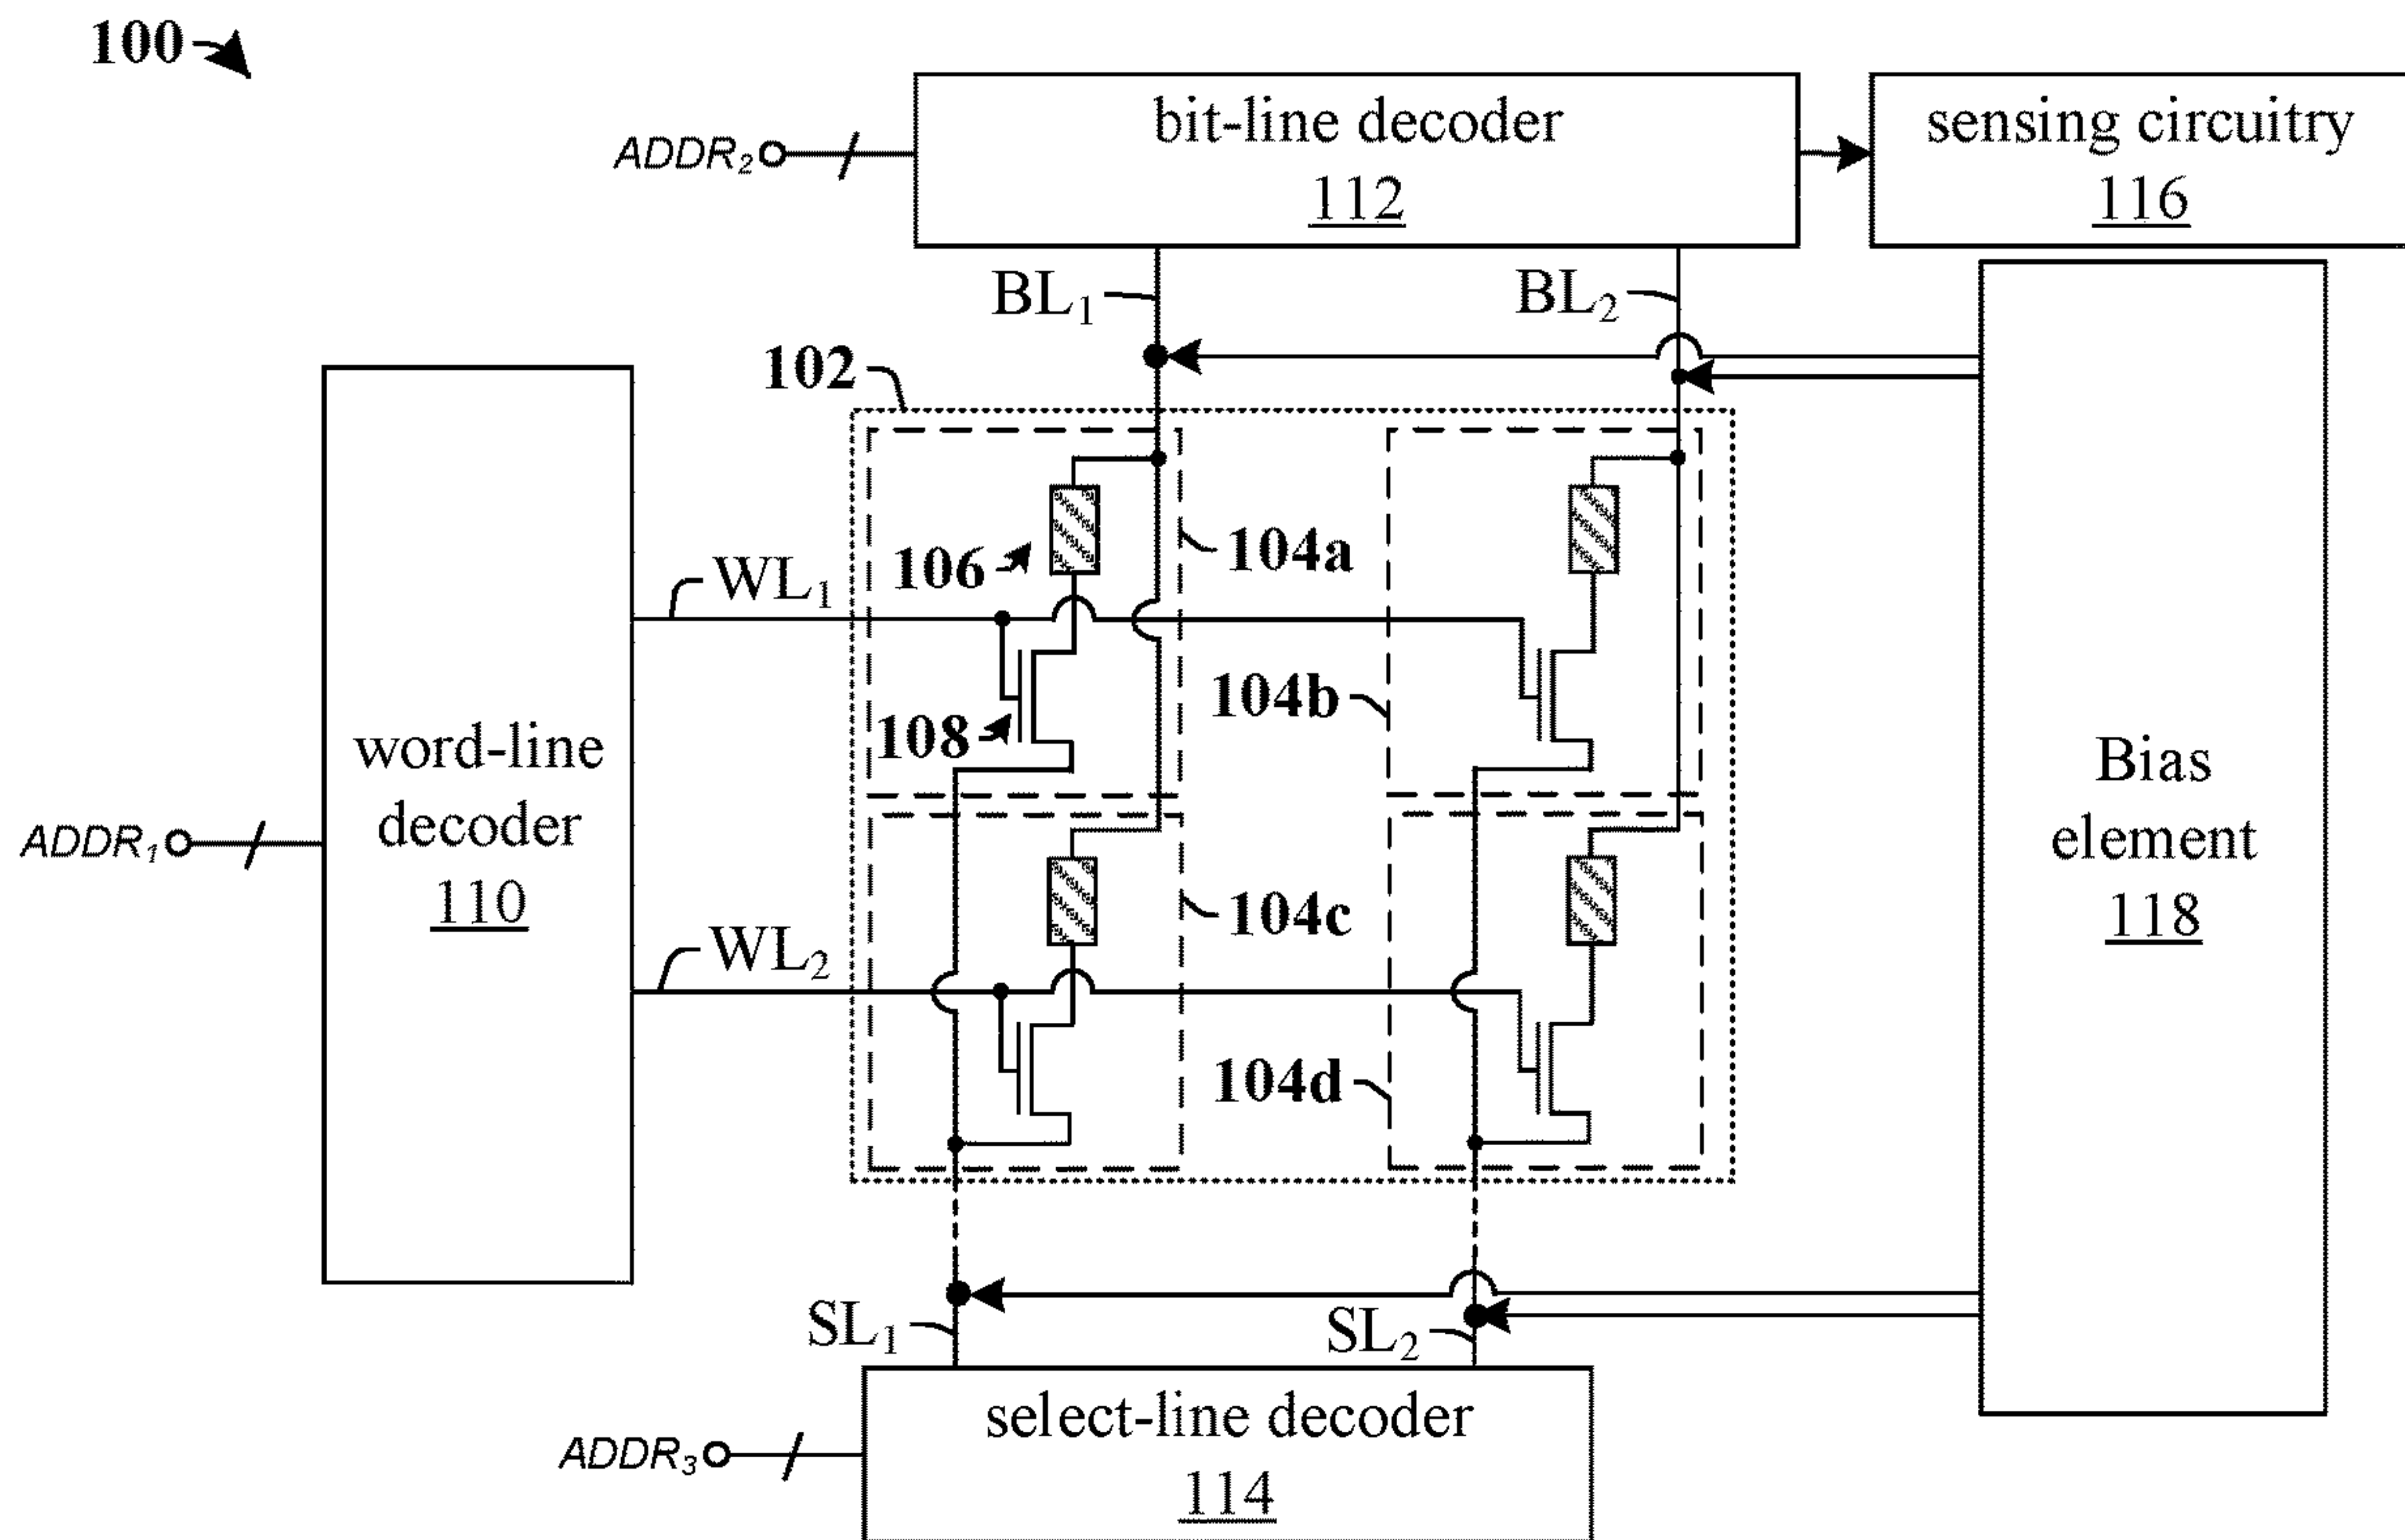 100
bit-line decoder
112
sensing circuitry
116
ADDR₂
BL₁
BL₂
102
106
104a
WL₁
108
104b
word-line
decoder
110
Bias
element
118
ADDR₁
104c
WL₂
104d
SL₁
SL₂
select-line decoder
114
ADDR₃